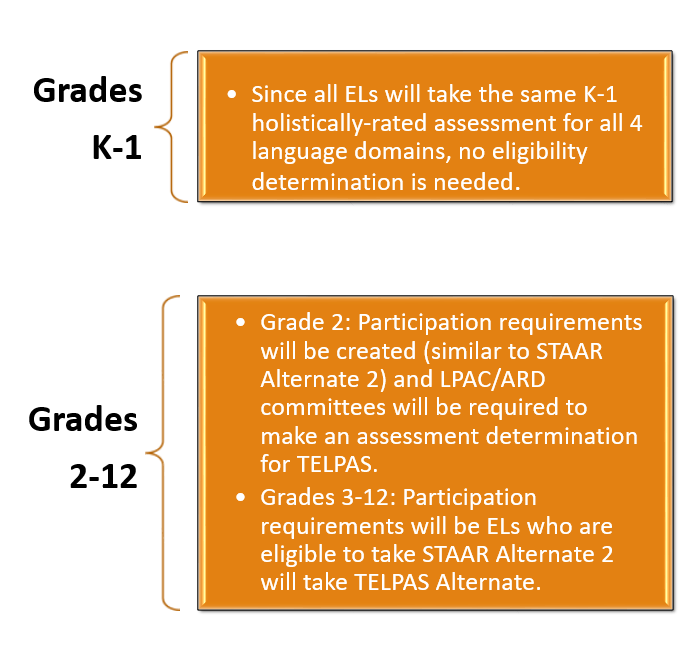 Grades
K-1
• Since all ELs will take the same K-1
holistically-rated assessment for all 4
language domains, no eligibility
determination is needed.
Grades
2-12
• Grade 2: Participation requirements
will be created (similar to STAAR
Alternate 2) and LPAC/ARD
committees will be required to
make an assessment determination
for TELPAS.
• Grades 3-12: Participation
requirements will be ELs who are
eligible to take STAAR Alternate 2
will take TELPAS Alternate.